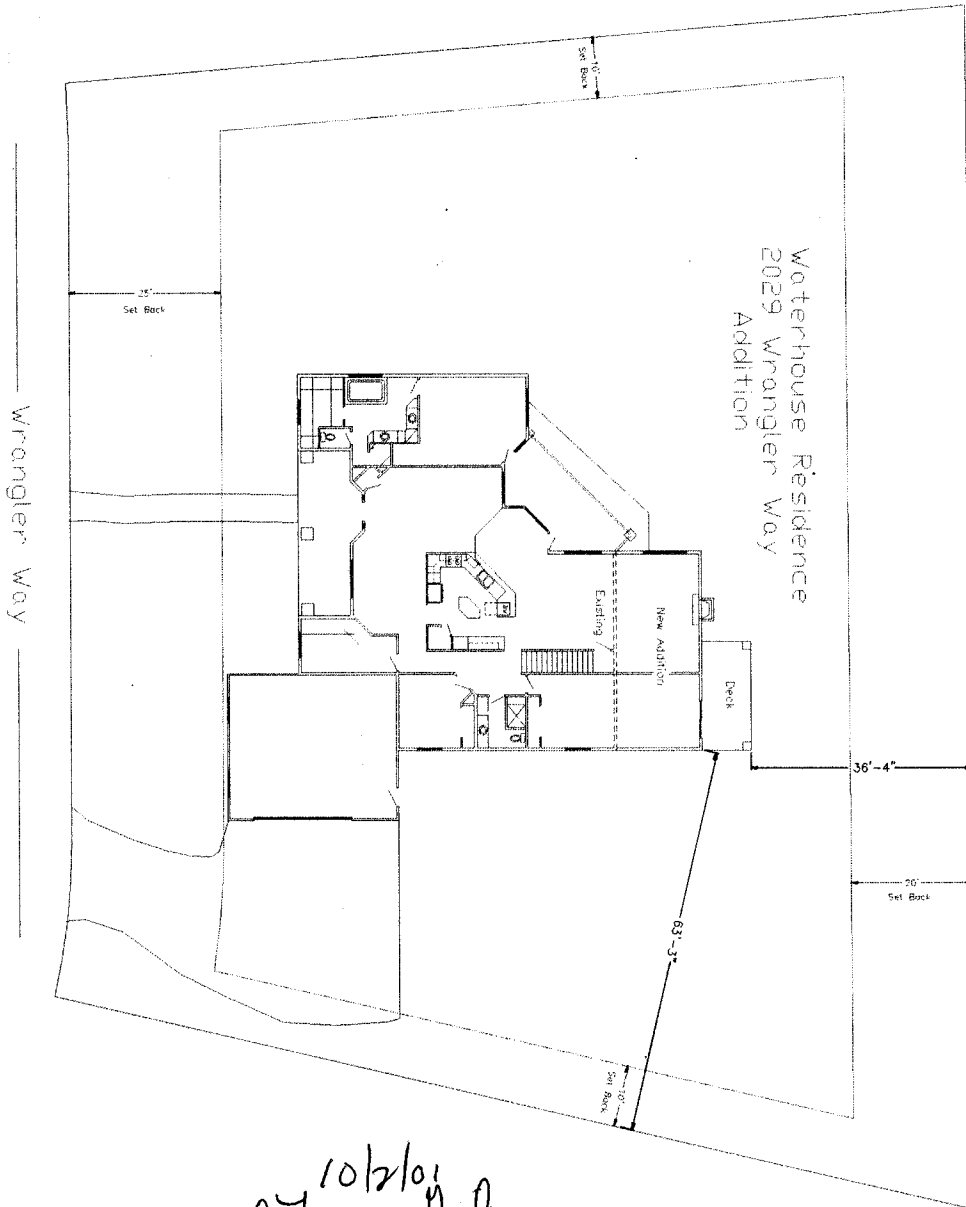 Waterhouse Residence
2029 Wrangler Way
Addition
10'
Set Back
25'
Set Back
Wrangler Way
Existing
New Addition
Deck
36'-4"
20'
Set Back
63'-3"
10'
Set Back
10/2/01